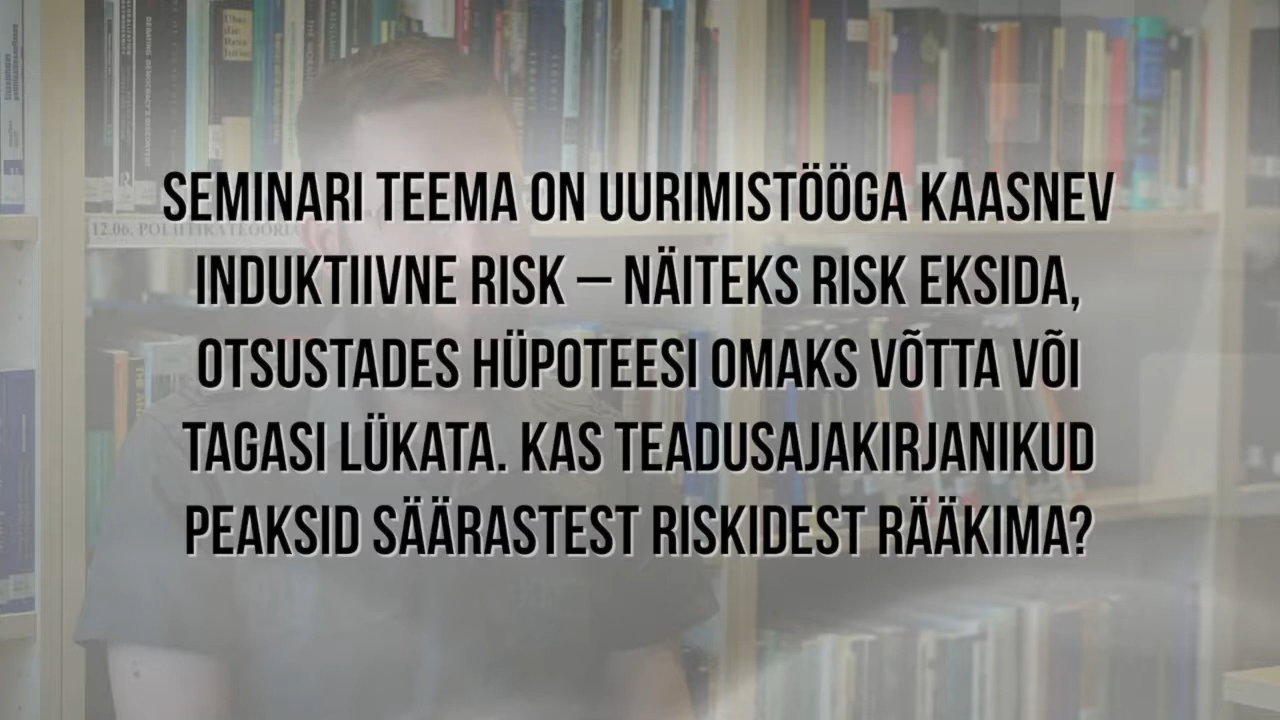 SEMINARI TEEMA ON UURIMISTÖÖGA KAASNEV
INDUKTIIVNE RISK – NÄITEKS RISK EKSIDA,
OTSUSTADES HÜPOTEESI OMAKS VÕTTA VÕI
TAGASI LÜKATA. KAS TEADUSAJAKIRJANIKUD
PEAKSID SÄÄRASTEST RISKIDEST RÄÄKIMA?